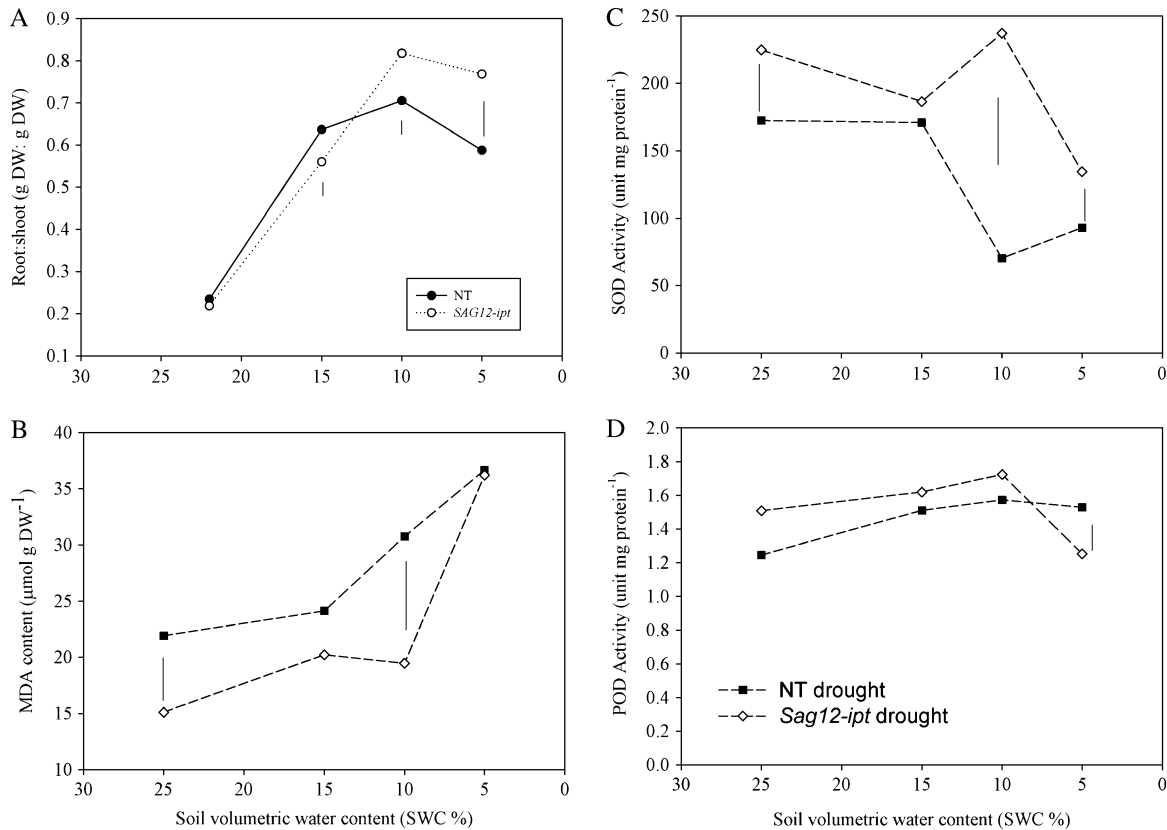 A
Root:shoot (g DW: g DW)
0.9
0.8
0.7
0.6
0.5
0.4
0.3
0.2
0.1
NT
SAG12-ipt
30 25 20 15 10 5 0
B
MDA content (µmol g DW⁻¹)
40
35
30
25
20
15
10
30 25 20 15 10 5 0
Soil volumetric water content (SWC %)
C
SOD Activity (unit mg protein⁻¹)
250
200
150
100
50
0
30 25 20 15 10 5 0
D
POD Activity (unit mg protein⁻¹)
2.0
1.8
1.6
1.4
1.2
1.0
0.8
0.6
0.4
0.2
0.0
NT drought
Sag12-ipt drought
30 25 20 15 10 5 0
Soil volumetric water content (SWC %)